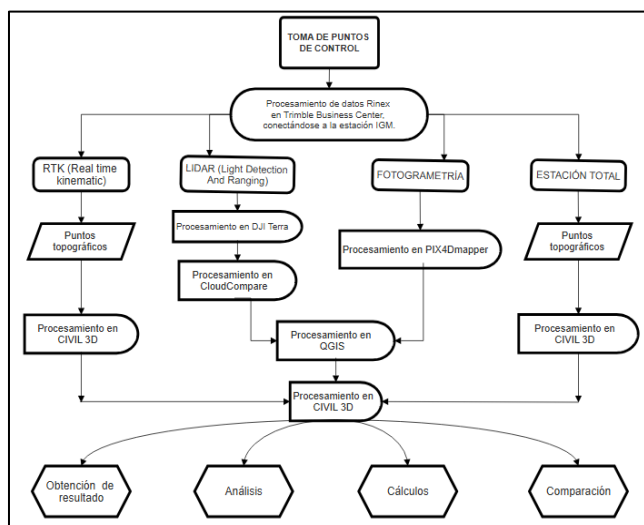 TOMA DE PUNTOS
DE CONTROL
Procesamiento de datos Rinex
en Trimble Business Center,
conectándose a la estación IGM.
RTK (Real time
kinematic)
LIDAR (Light Detection
And Ranging)
FOTOGRAMETRÍA
ESTACIÓN TOTAL
Puntos
topográficos
Procesamiento en DJI Terra
Procesamiento en PIX4Dmapper
Puntos
topográficos
Procesamiento en
CloudCompare
Procesamiento en
CIVIL 3D
Procesamiento en
QGIS
Procesamiento en
CIVIL 3D
Procesamiento en
CIVIL 3D
Obtención de
resultado
Análisis
Cálculos
Comparación